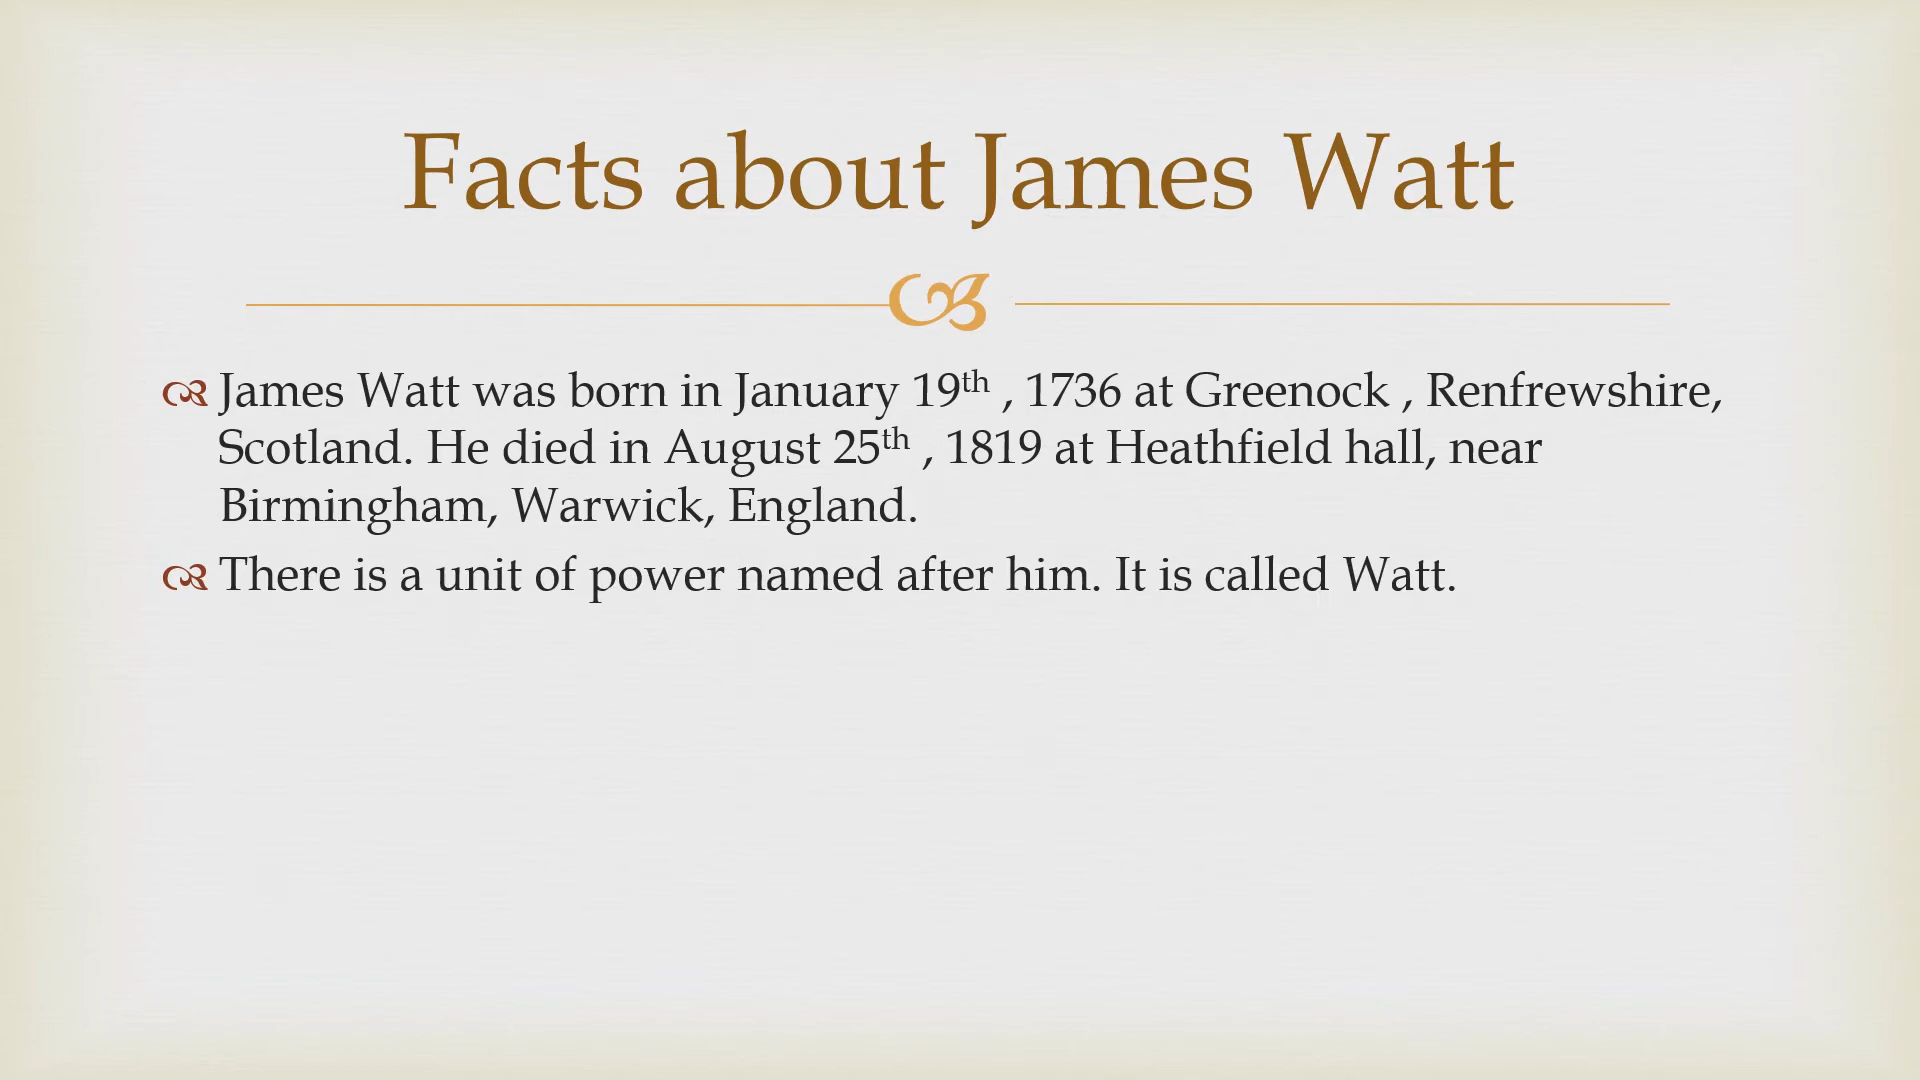 Facts about James Watt
James Watt was born in January 19th , 1736 at Greenock , Renfrewshire,
Scotland. He died in August 25th , 1819 at Heathfield hall, near
Birmingham, Warwick, England.
There is a unit of power named after him. It is called Watt.